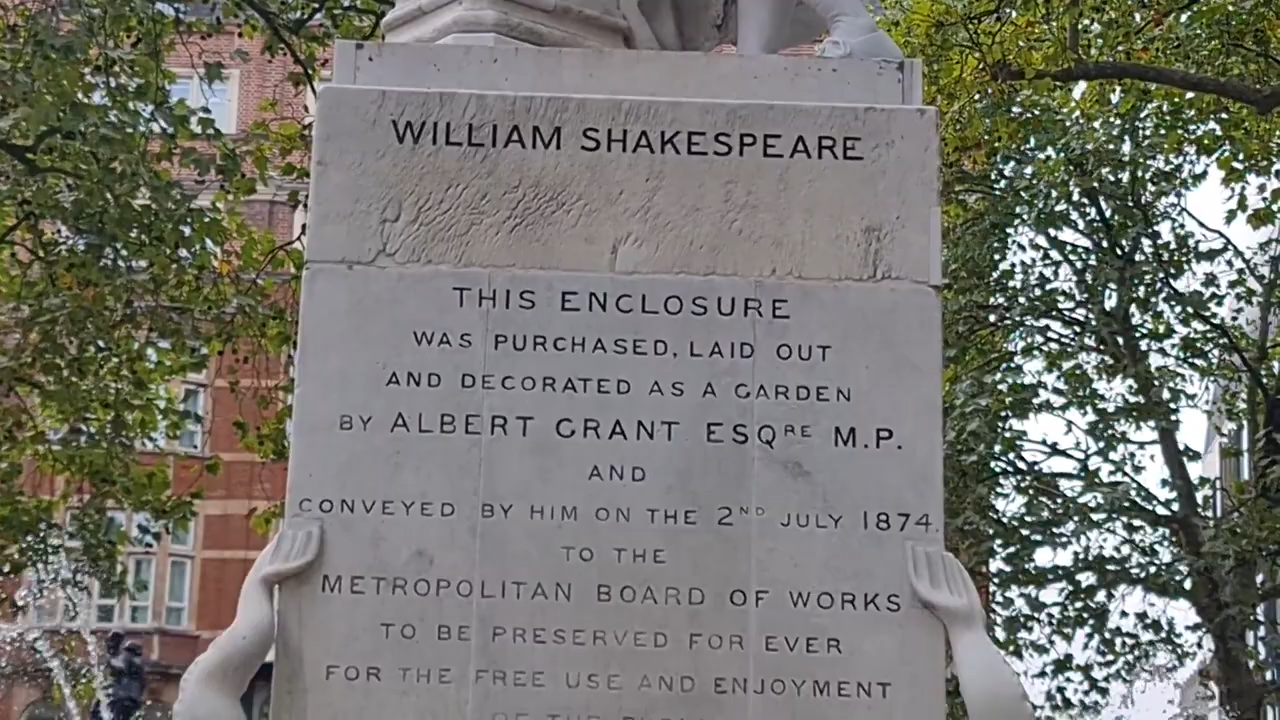 WILLIAM SHAKESPEARE
THIS ENCLOSURE
WAS PURCHASED, LAID OUT
AND DECORATED AS A GARDEN
BY ALBERT GRANT ESQRE M.P.
AND
CONVEYED BY HIM ON THE 2ND JULY 1874.
TO THE
METROPOLITAN BOARD OF WORKS
TO BE PRESERVED FOR EVER
FOR THE FREE USE AND ENJOYMENT
OF THE